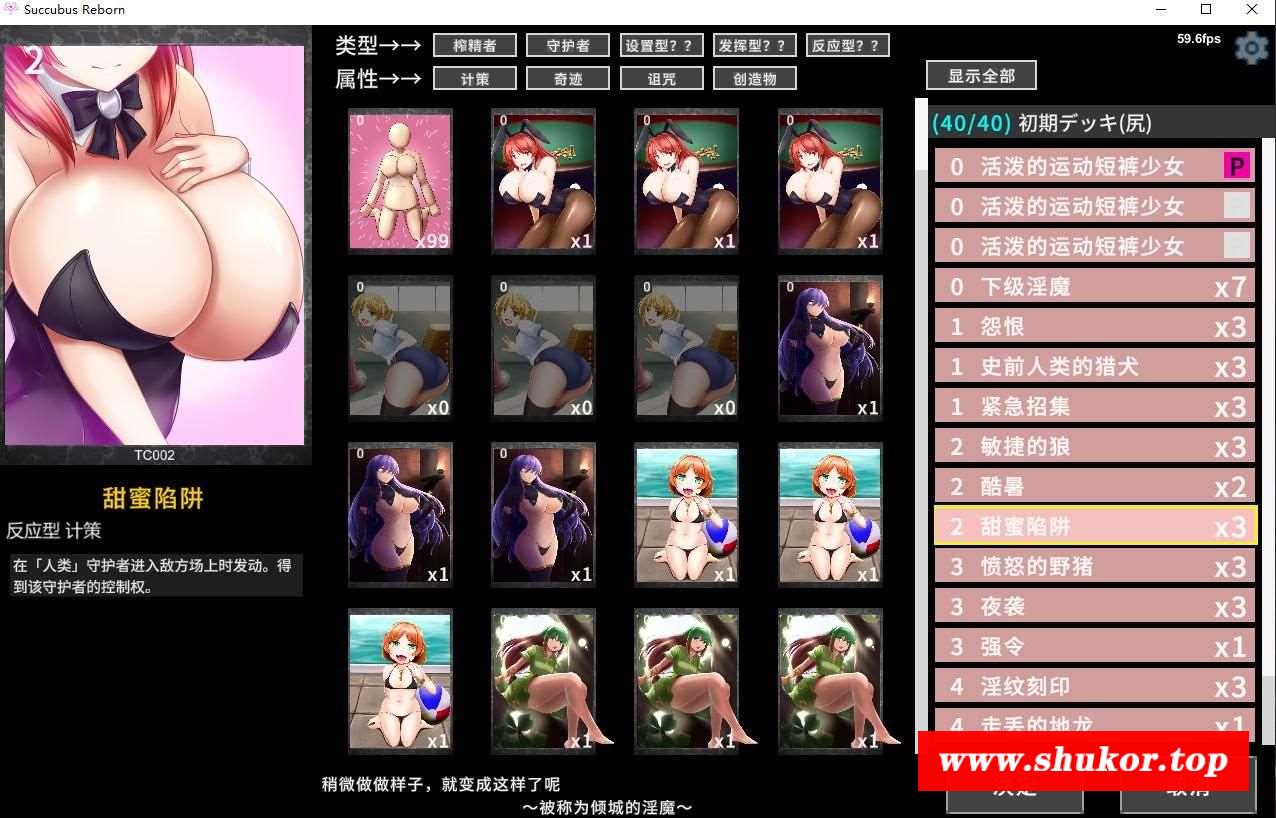 Succubus Reborn
59.6fps
类型→→ 榨精者 守护者 设置型？？ 发挥型？？ 反应型？？
属性→→ 计策 奇迹 诅咒 创造物
显示全部
2
TC002
甜蜜陷阱
反应型 计策
在「人类」守护者进入敌方场上时发动。得
到该守护者的控制权。
0 x99 0 x1 0 x1 0 x1
0 x0 0 x0 0 x0 0 x1
0 x1 0 x1 x1 x1
x1 x1 x1 x1
稍微做做样子，就变成这样了呢
～被称为倾城的淫魔～
(40/40) 初期デッキ(尻)
0 活泼的运动短裤少女 P
0 活泼的运动短裤少女
0 活泼的运动短裤少女
0 下级淫魔 x7
1 怨恨 x3
1 史前人类的猎犬 x3
1 紧急招集 x3
2 敏捷的狼 x3
2 酷暑 x2
2 甜蜜陷阱 x3
3 愤怒的野猪 x3
3 夜袭 x3
3 强令 x1
4 淫纹刻印 x3
4 走丢的地龙 x1
www.shukor.top